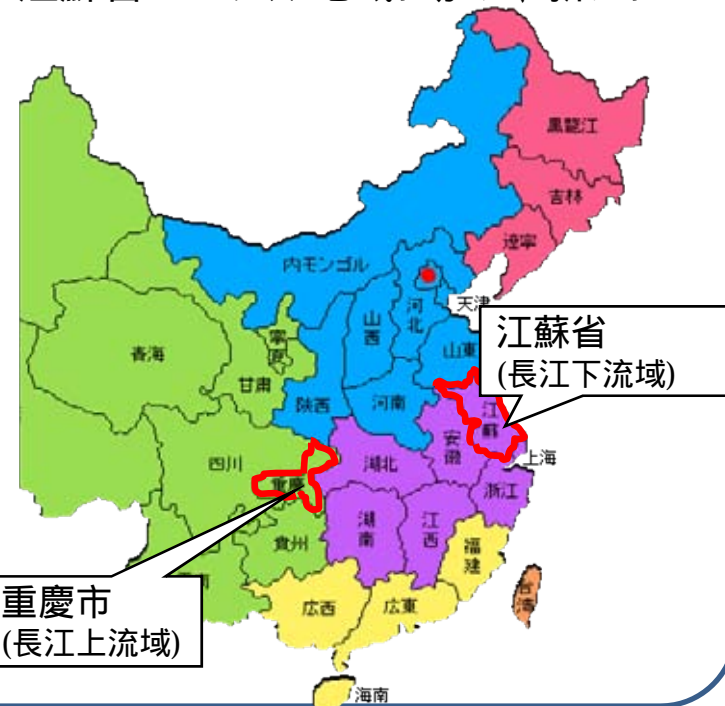 黒龍江
吉林
遼寧
内モンゴル
河北
天津
山西
山東
寧夏
青海
甘粛
陝西
河南
江蘇省
(長江下流域)
江蘇
安徽
上海
四川
重慶
湖北
浙江
湖南
江西
貴州
福建
台湾
広西
広東
重慶市
(長江上流域)
海南